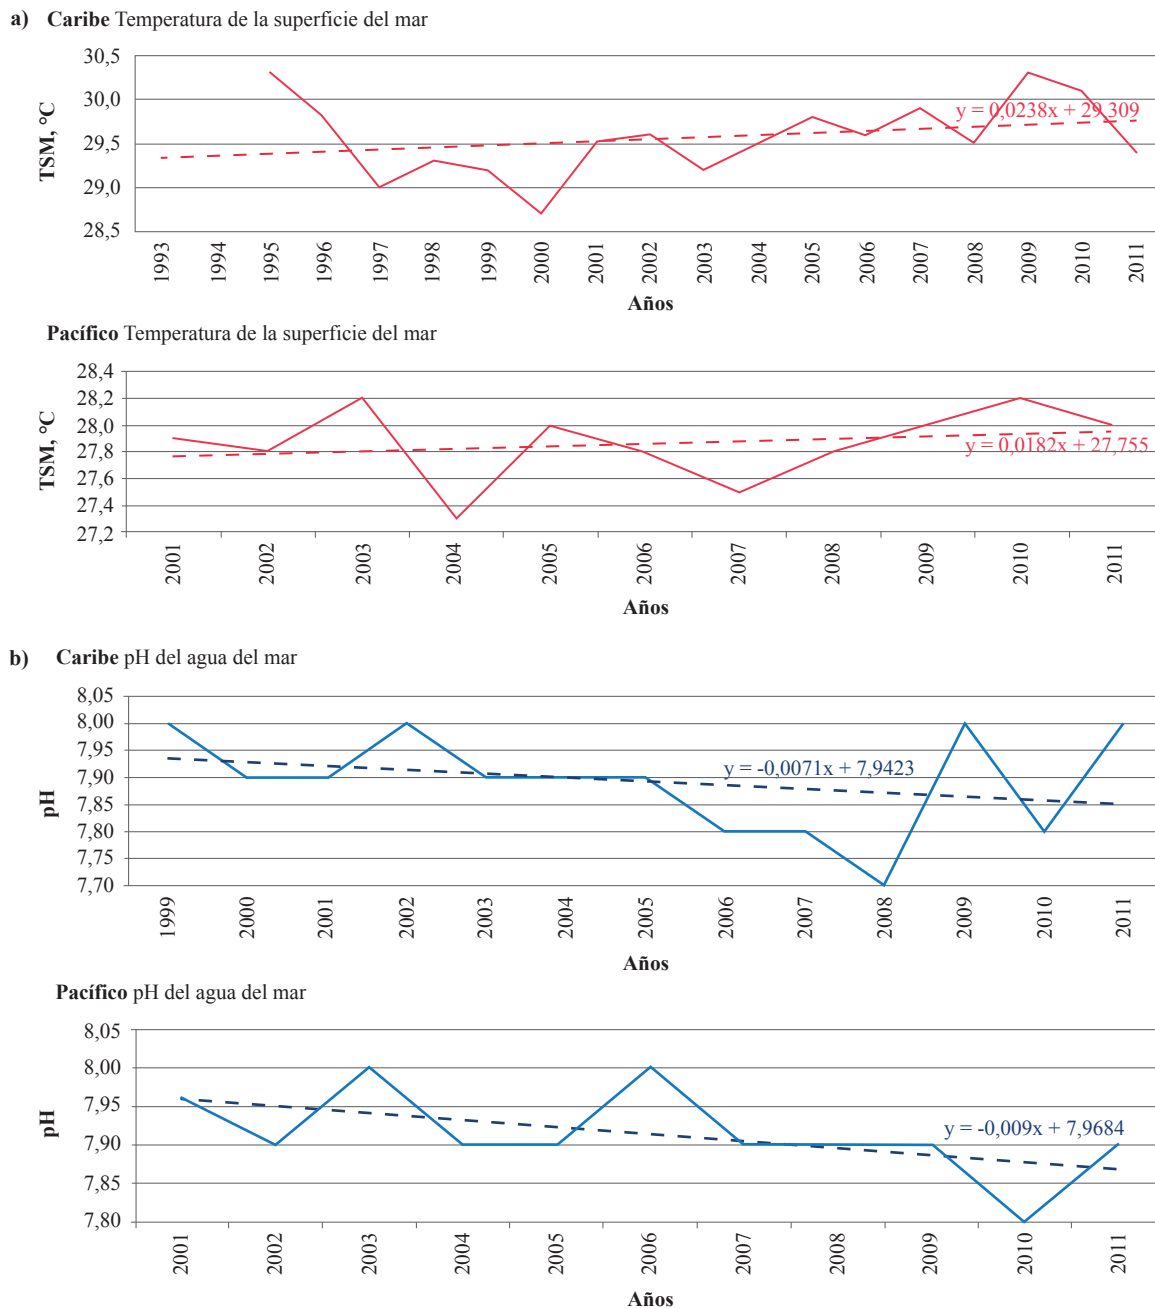 a) Caribe Temperatura de la superficie del mar
30,5
30,0
29,5
29,0
28,5
TSM, °C
y = 0,0238x + 29,309
1993 1994 1995 1996 1997 1998 1999 2000 2001 2002 2003 2004 2005 2006 2007 2008 2009 2010 2011
Años
Pacífico Temperatura de la superficie del mar
28,4
28,2
28,0
27,8
27,6
27,4
27,2
TSM, °C
y = 0,0182x + 27,755
2001 2002 2003 2004 2005 2006 2007 2008 2009 2010 2011
Años
b) Caribe pH del agua del mar
8,05
8,00
7,95
7,90
7,85
7,80
7,75
7,70
pH
y = -0,0071x + 7,9423
1999 2000 2001 2002 2003 2004 2005 2006 2007 2008 2009 2010 2011
Años
Pacífico pH del agua del mar
8,05
8,00
7,95
7,90
7,85
7,80
pH
y = -0,009x + 7,9684
2001 2002 2003 2004 2005 2006 2007 2008 2009 2010 2011
Años